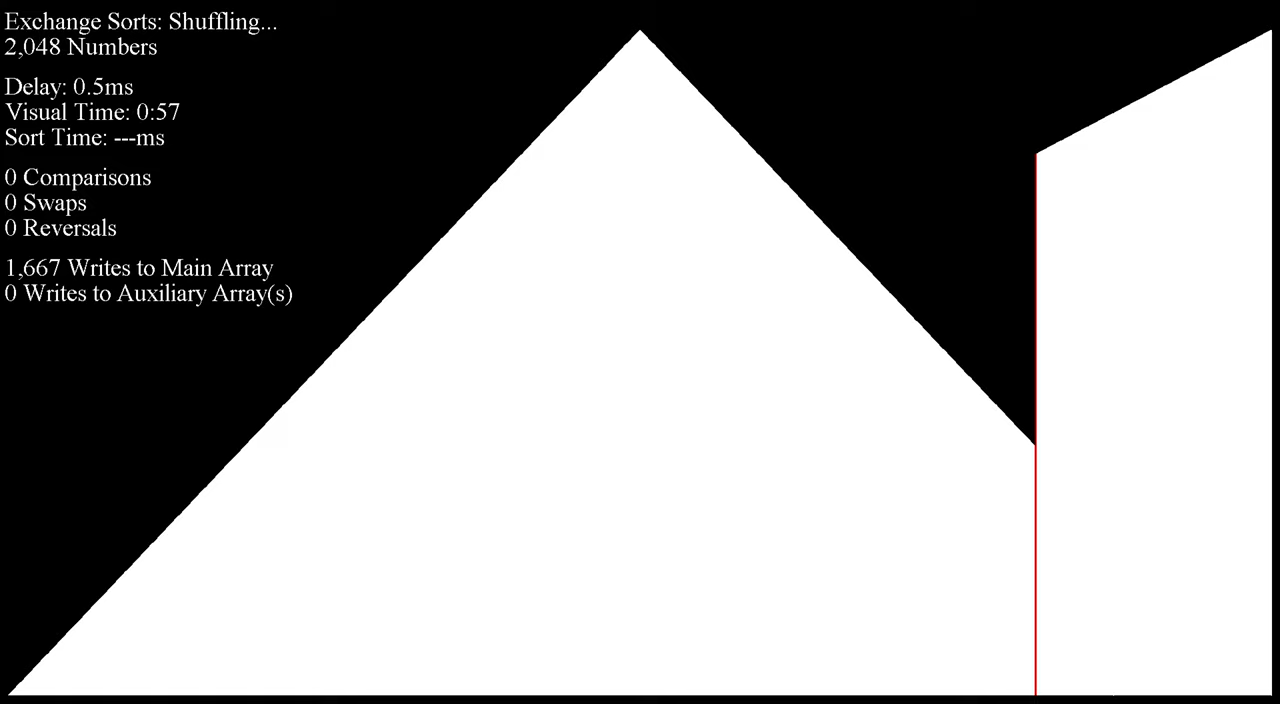 Exchange Sorts: Shuffling...
2,048 Numbers
Delay: 0.5ms
Visual Time: 0:57
Sort Time: ---ms
0 Comparisons
0 Swaps
0 Reversals
1,667 Writes to Main Array
0 Writes to Auxiliary Array(s)